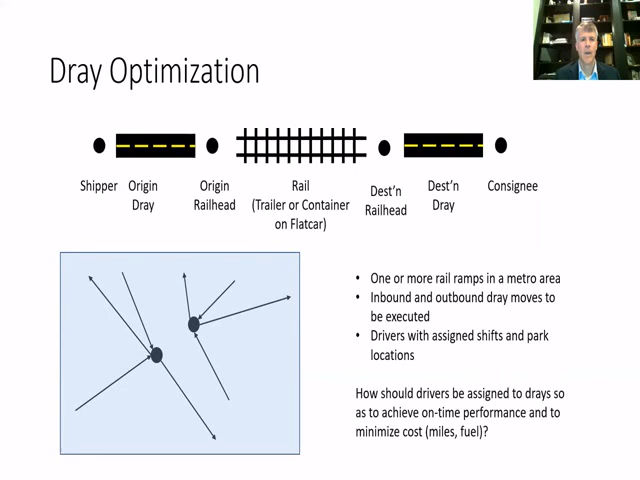 Dray Optimization
Shipper
Origin
Dray
Origin
Railhead
Rail
(Trailer or Container
on Flatcar)
Dest'n
Railhead
Dest'n
Dray
Consignee
• One or more rail ramps in a metro area
• Inbound and outbound dray moves to
be executed
• Drivers with assigned shifts and park
locations
How should drivers be assigned to drays so
as to achieve on-time performance and to
minimize cost (miles, fuel)?